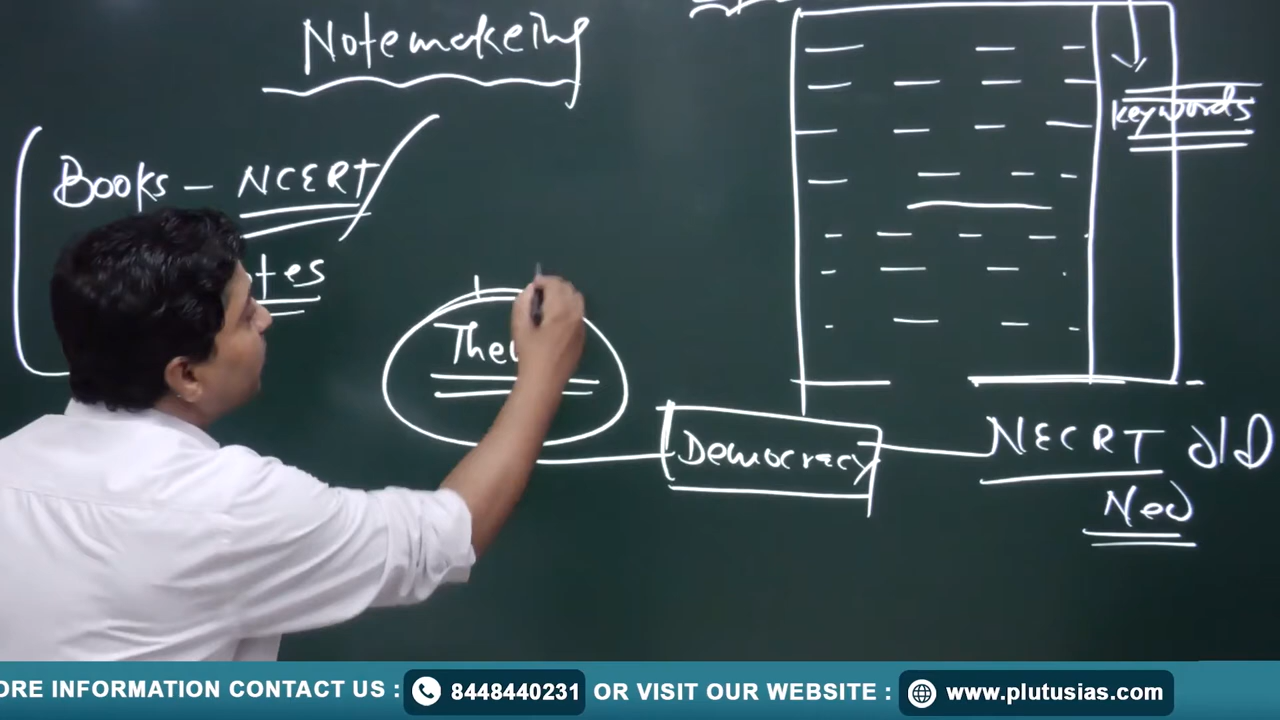 Notemakeing
Books - NCERT
tes
The
keywords
Democracy
NECRT old
New
ORE INFORMATION CONTACT US : 8448440231 OR VISIT OUR WEBSITE : www.plutusias.com